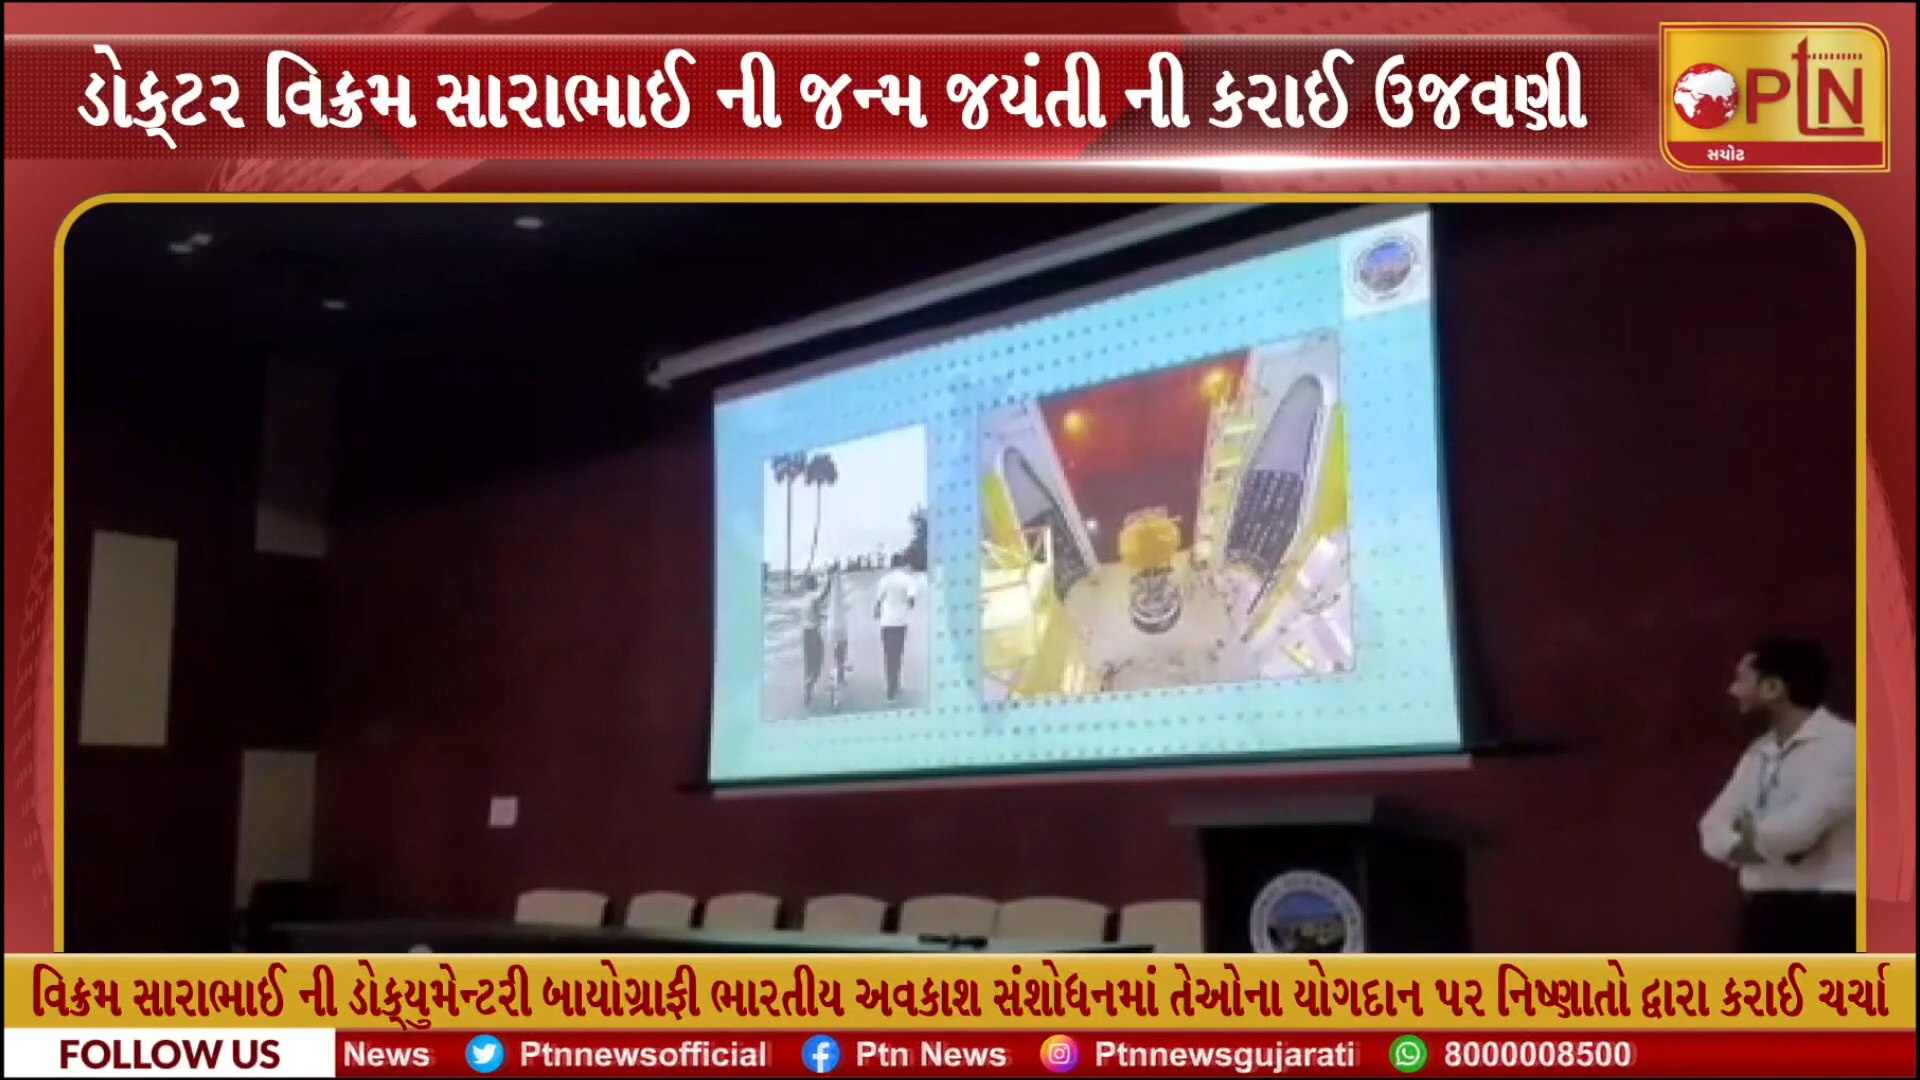 ડોક્ટર વિક્રમ સારાભાઈ ની જન્મ જયંતી ની કરાઈ ઉજવણી
PTN
સચોટ
વિક્રમ સારાભાઈ ની ડોક્યુમેન્ટરી બાયોગ્રાફી ભારતીય અવકાશ સંશોધનમાં તેઓના યોગદાન પર નિષ્ણાતો દ્વારા કરાઈ ચર્ચા
FOLLOW US News Ptnnewsofficial Ptn News Ptnnewsgujarati 8000008500